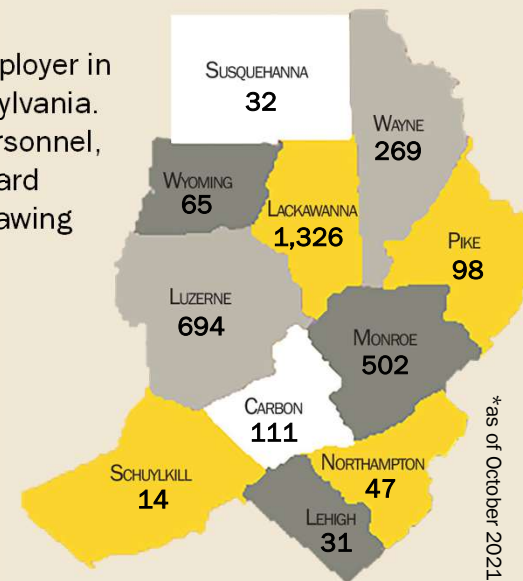 ployer in
ylvania.
rsonnel,
ard
awing
SUSQUEHANNA
32
WAYNE
269
WYOMING
65
LACKAWANNA
1,326
PIKE
98
LUZERNE
694
MONROE
502
CARBON
111
SCHUYLKILL
14
NORTHAMPTON
47
LEHIGH
31
*as of October 2021